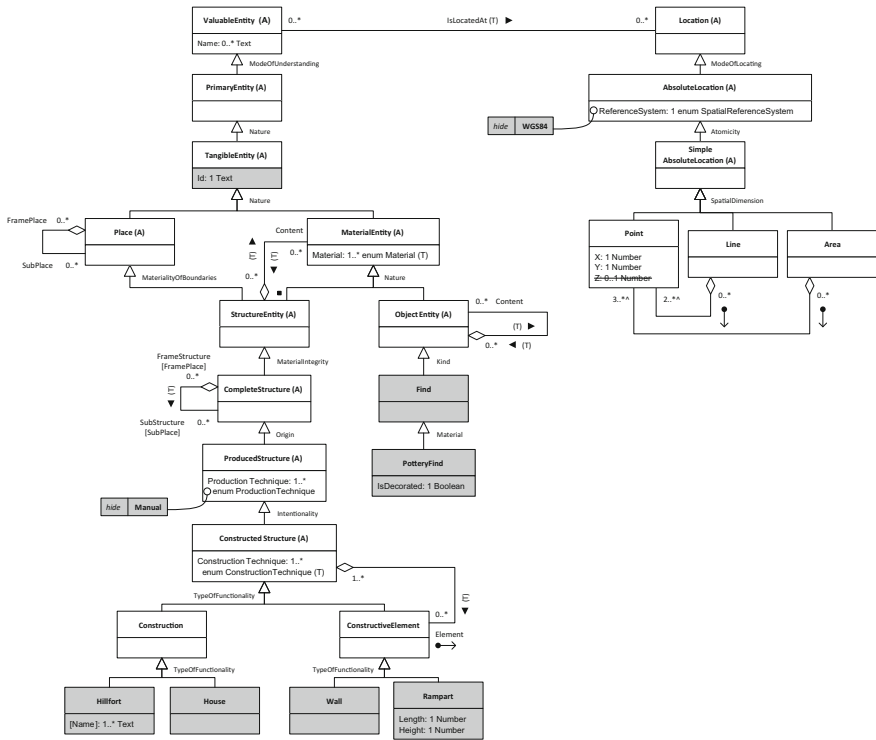 ValuableEntity (A)
Name: 0..* Text
0..*
IsLocatedAt (T) ►
0..*
Location (A)
ModeOfUnderstanding
ModeOfLocating
PrimaryEntity (A)
AbsoluteLocation (A)
ReferenceSystem: 1 enum SpatialReferenceSystem
hide WGS84
Nature
Atomicity
TangibleEntity (A)
Id: 1 Text
Simple
AbsoluteLocation (A)
Nature
SpatialDimension
FramePlace 0..*
Place (A)
SubPlace 0..*
Content
0..*
MaterialEntity (A)
Material: 1..* enum Material (T)
(T)
(T)
0..*
Point
X: 1 Number
Y: 1 Number
Z: 0..1 Number
Line
Area
3..*^
2..*^
0..*
0..*
MaterialityOfBoundaries
Nature
StructureEntity (A)
ObjectEntity (A)
0..* Content
(T) ►
0..* ◄ (T)
MaterialIntegrity
Kind
FrameStructure
[FramePlace]
0..*
(T)
CompleteStructure (A)
SubStructure
[SubPlace]
0..*
Find
Origin
Material
ProducedStructure (A)
Production Technique: 1..*
enum ProductionTechnique
hide Manual
PotteryFind
IsDecorated: 1 Boolean
Intentionality
Constructed Structure (A)
Construction Technique: 1..*
enum ConstructionTechnique (T)
1..*
(T)
TypeOfFunctionality
0..*
Construction
ConstructiveElement
Element
TypeOfFunctionality
TypeOfFunctionality
Hillfort
[Name]: 1..* Text
House
Wall
Rampart
Length: 1 Number
Height: 1 Number